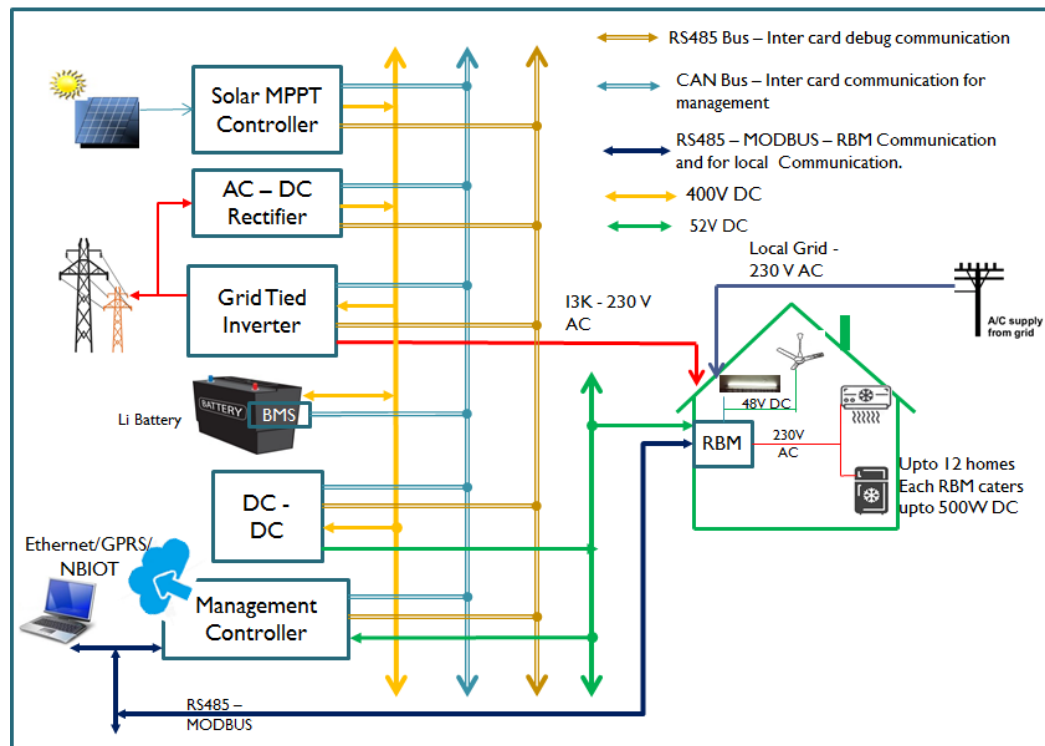 RS485 Bus – Inter card debug communication
CAN Bus – Inter card communication for
management
RS485 – MODBUS – RBM Communication
and for local Communication.
400V DC
52V DC
Solar MPPT
Controller
AC – DC
Rectifier
Grid Tied
Inverter
I3K - 230 V
AC
Local Grid -
230 V AC
A/C supply
from grid
Li Battery
BATTERY
BMS
48V DC
RBM
230V
AC
Upto 12 homes
Each RBM caters
upto 500W DC
DC -
DC
Ethernet/GPRS/
NBIOT
Management
Controller
RS485 –
MODBUS